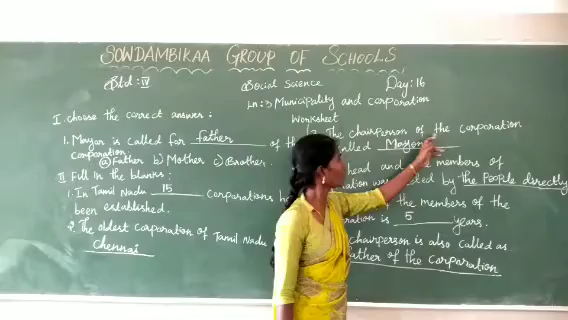 SOWDAMBIKAA GROUP OF SCHOOLS
Std: IV
Social Science
Day: 16
Ln: 3 Municipality and corporation
Worksheet
I. choose the correct answer:
1. Mayor is called for father of the
corporation.
a) Father b) Mother c) Brother.
II Fill in the blanks:
1. In Tamil Nadu 15 corporations
been established.
2. The oldest corporation of Tamil Nadu
chennai
The chairperson of the corporation
called Mayor
head and members of
was elected by the People directly
the members of the
is 5 years.
chairperson is also called as
father of the corporation